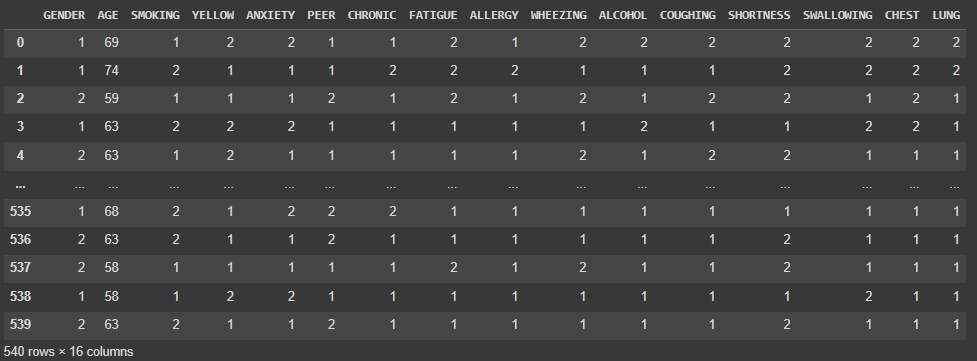 GENDER AGE SMOKING YELLOW ANXIETY PEER CHRONIC FATIGUE ALLERGY WHEEZING ALCOHOL COUGHING SHORTNESS SWALLOWING CHEST LUNG
0 1 69 1 2 2 1 1 2 1 2 2 2 2 2 2 2
1 1 74 2 1 1 1 2 2 2 1 1 1 2 2 2 2
2 2 59 1 1 1 2 1 2 1 2 1 2 2 1 2 1
3 1 63 2 2 2 1 1 1 1 1 2 1 1 2 2 1
4 2 63 1 2 1 1 1 1 1 2 1 2 2 1 1 1
... ... ... ... ... ... ... ... ... ... ... ... ... ... ... ... ...
535 1 68 2 1 2 2 2 1 1 1 1 1 1 1 1 1
536 2 63 2 1 1 2 1 1 1 1 1 1 2 1 1 1
537 2 58 1 1 1 1 1 2 1 2 1 1 2 1 1 1
538 1 58 1 2 2 1 1 1 1 1 1 1 1 2 1 1
539 2 63 2 1 1 2 1 1 1 1 1 1 2 1 1 1
540 rows × 16 columns